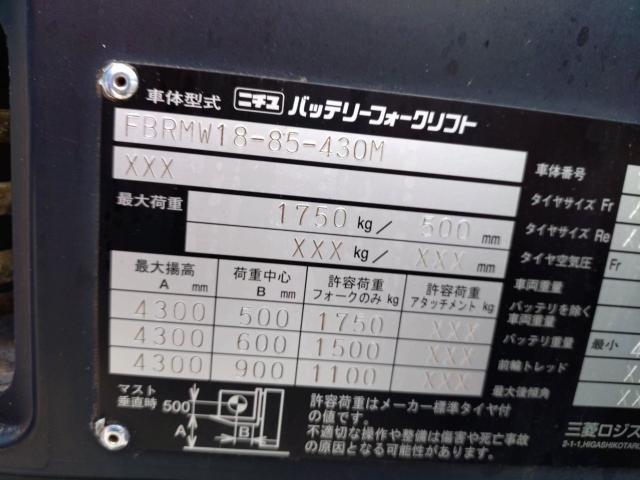 車体型式 ニチユ バッテリーフォークリフト
FBRMW18-85-430M
XXX
最大荷重 1750 kg/ 500 mm
XXX kg/ XXX mm
最大揚高 A mm 荷重中心 B mm 許容荷重 フォークのみ kg 許容荷重 アタッチメント kg
4300 500 1750 XXX
4300 600 1500 XXX
4300 900 1100 XXX
マスト垂直時 500 A B
許容荷重はメーカー標準タイヤ付
の値です。
不適切な操作や整備は傷害や死亡事故
の原因となる可能性があります。
車体番号
タイヤサイズ Fr
タイヤサイズ Re
タイヤ空気圧 Fr
車両重量
バッテリを除く
車両重量
バッテリ重量 最小
前輪トレッド
最大後傾角
三菱ロジス
2-1-1,HIGASHIKOTAR